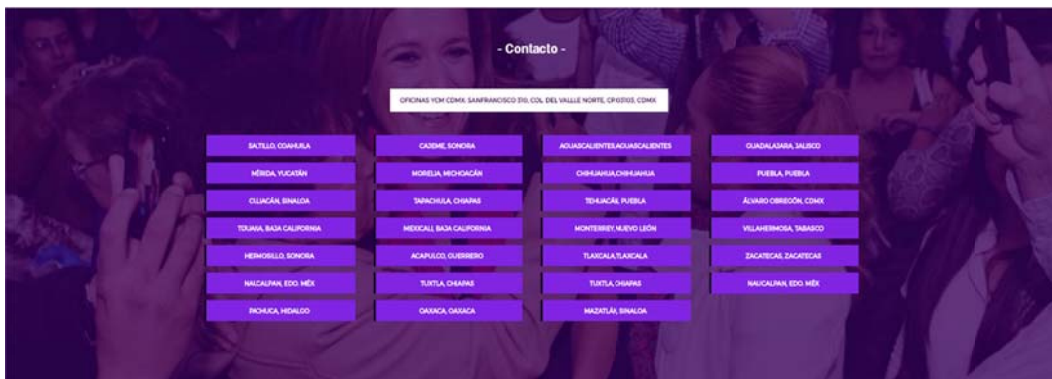 - Contacto -
OFICINAS YCM CDMX: SANFRANCISCO 310, COL. DEL VALLLE NORTE, CP.03103, CDMX
SALTILLO, COAHUILA
CAJEME, SONORA
AGUASCALIENTES,AGUASCALIENTES
GUADALAJARA, JALISCO
MÉRIDA, YUCATÁN
MORELIA, MICHOACÁN
CHIHUAHUA,CHIHUAHUA
PUEBLA, PUEBLA
CLUACÁN, SINALOA
TAPACHULA, CHIAPAS
TEHUACÁN, PUEBLA
ÁLVARO OBREGÓN, CDMX
TIJUANA, BAJA CALIFORNIA
MEXICALI, BAJA CALIFORNIA
MONTERREY, NUEVO LEÓN
VILLAHERMOSA, TABASCO
HERMOSILLO, SONORA
ACAPULCO, GUERRERO
TLAXCALA,TLAXCALA
ZACATECAS, ZACATECAS
NALCALPAN, EDO. MÉX
TUXTLA, CHIAPAS
TUXTLA, CHIAPAS
NAUCALPAN, EDO. MÉX
PACHUCA, HIDALGO
OAXACA, OAXACA
MAZATLÁN, SINALOA